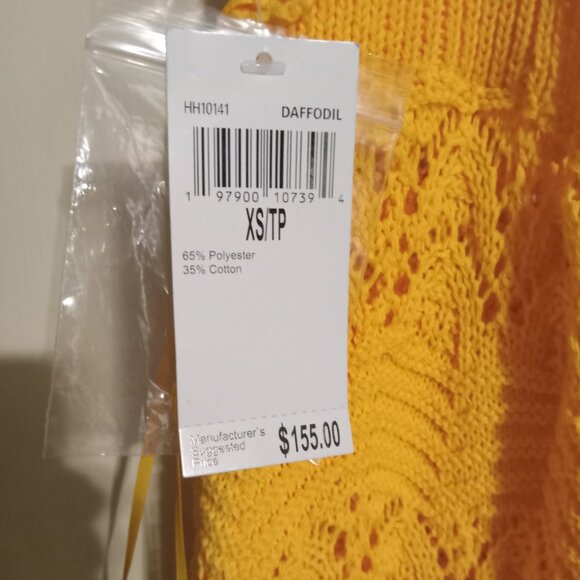 HH10141 DAFFODIL
1 97900 10739 4
XS/TP
65% Polyester
35% Cotton
Manufacturer's
Suggested
Price
$155.00